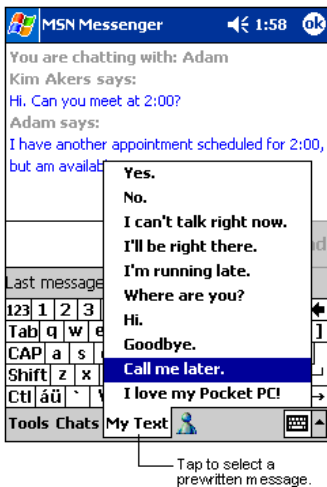 MSN Messenger 1:58 ok
You are chatting with: Adam
Kim Akers says:
Hi. Can you meet at 2:00?
Adam says:
I have another appointment scheduled for 2:00,
but am availab
Yes.
No.
I can't talk right now.
I'll be right there.
I'm running late.
Where are you?
Hi.
Goodbye.
Call me later.
I love my Pocket PC!
Last message
123 1 2 3
Tab q w e ]
CAP a s
Shift z x
Ctl áü `
Tools Chats My Text
Tap to select a
prewritten message.